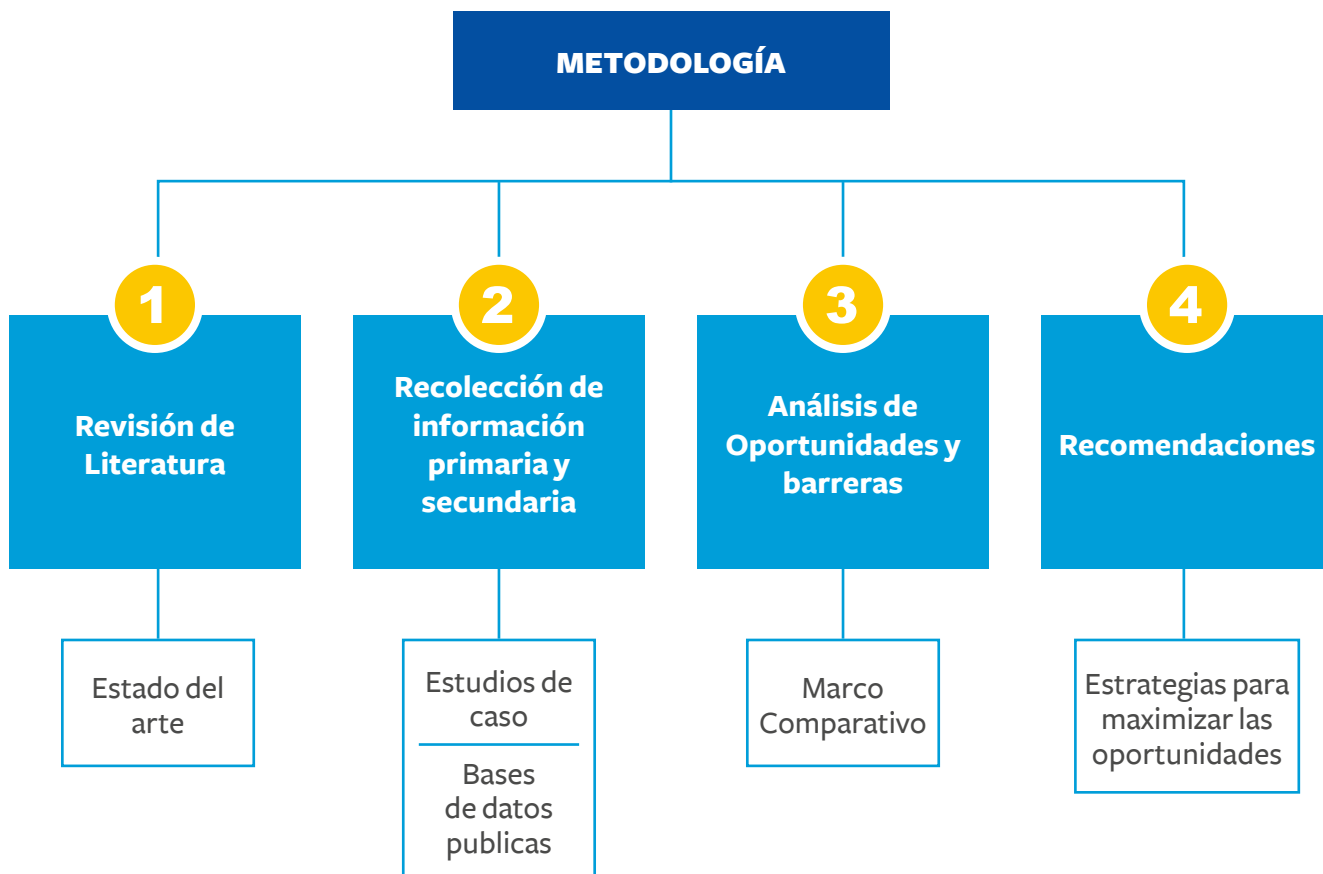 METODOLOGÍA
1
Revisión de
Literatura
Estado del
arte
2
Recolección de
información
primaria y
secundaria
Estudios de
caso
Bases
de datos
publicas
3
Análisis de
Oportunidades y
barreras
Marco
Comparativo
4
Recomendaciones
Estrategias para
maximizar las
oportunidades